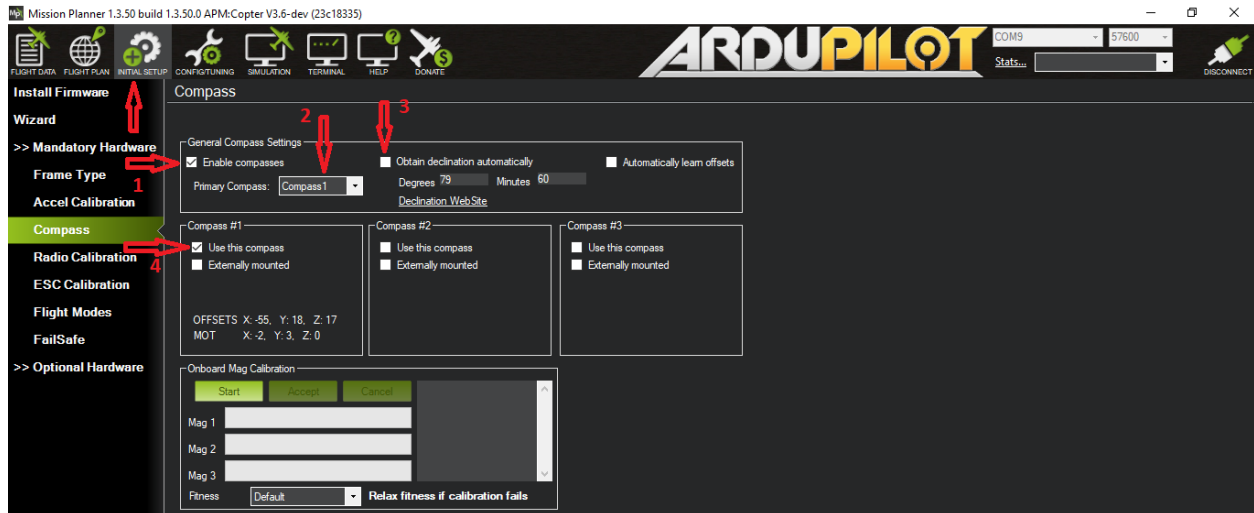 Mp Mission Planner 1.3.50 build 1.3.50.0 APM:Copter V3.6-dev (23c18335)
FLIGHT DATA FLIGHT PLAN INITIAL SETUP CONFIG/TUNING SIMULATION TERMINAL HELP DONATE
ARDUPILOT
COM9 57600
Stats...
DISCONNECT
Install Firmware
Wizard
>> Mandatory Hardware
Frame Type
Accel Calibration
Compass
Radio Calibration
ESC Calibration
Flight Modes
FailSafe
>> Optional Hardware
Compass
2 3
General Compass Settings
Enable compasses Obtain declination automatically Automatically learn offsets
1
Primary Compass: Compass1 Degrees 79 Minutes 60
Declination WebSite
Compass #1 Compass #2 Compass #3
Use this compass Use this compass Use this compass
4
Externally mounted Externally mounted Externally mounted
OFFSETS X: -55, Y: 18, Z: 17
MOT X: -2, Y: 3, Z: 0
Onboard Mag Calibration
Start Accept Cancel
Mag 1
Mag 2
Mag 3
Fitness Default Relax fitness if calibration fails